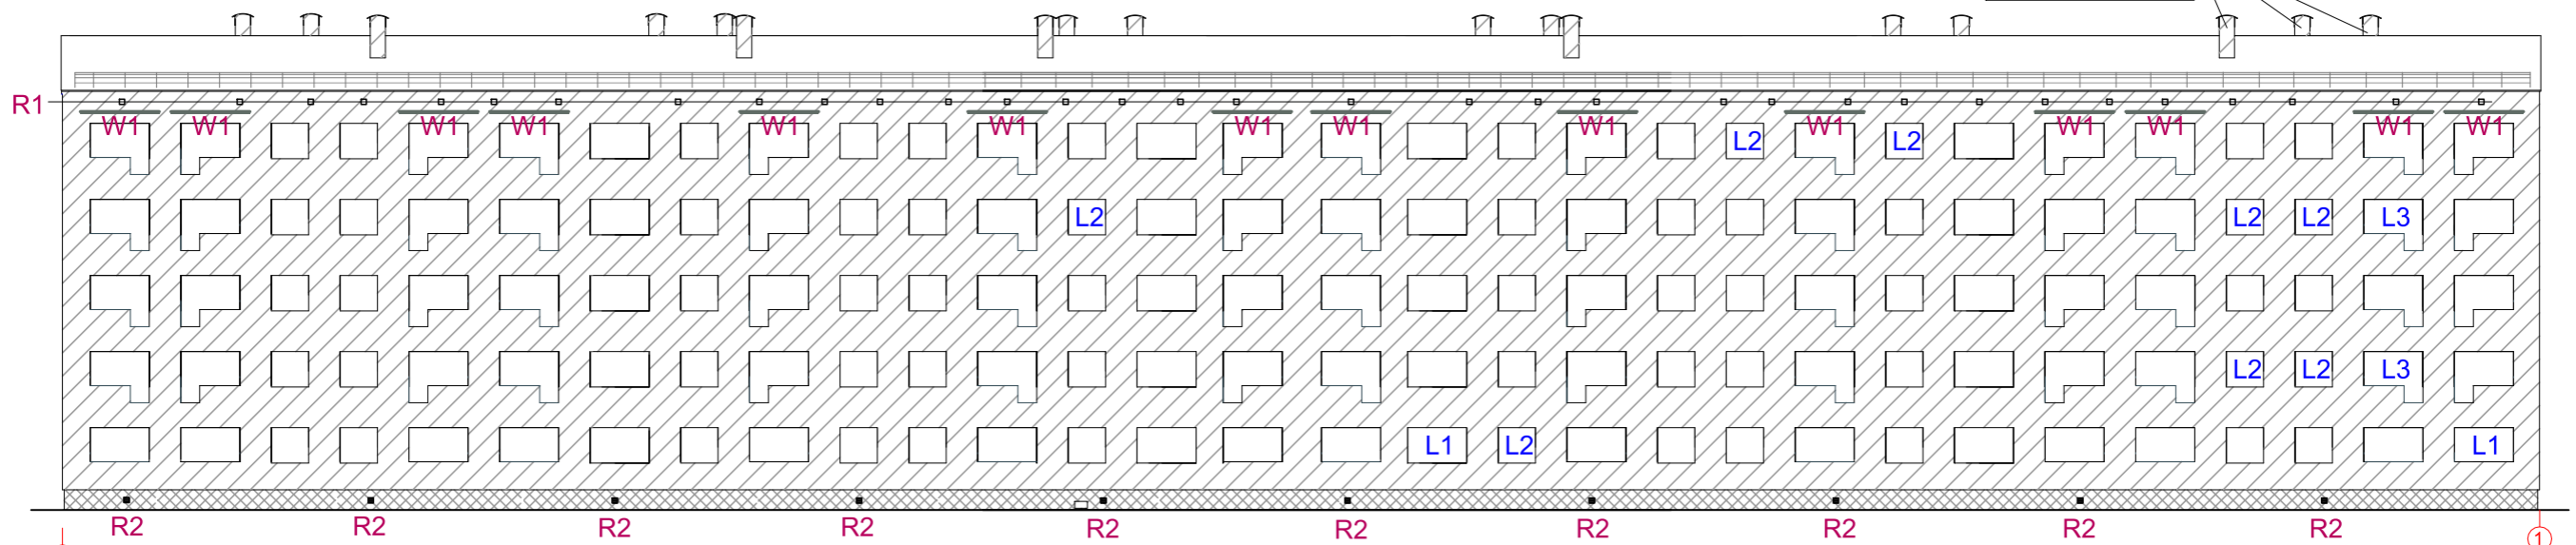 R1
W1 W1 W1 W1 W1 W1 W1 W1 W1 W1 W1 W1 W1 W1
L2 L2
L2 L2 L2 L3
L2 L2 L3
L1 L2 L1
R2 R2 R2 R2 R2 R2 R2 R2 R2 R2
1